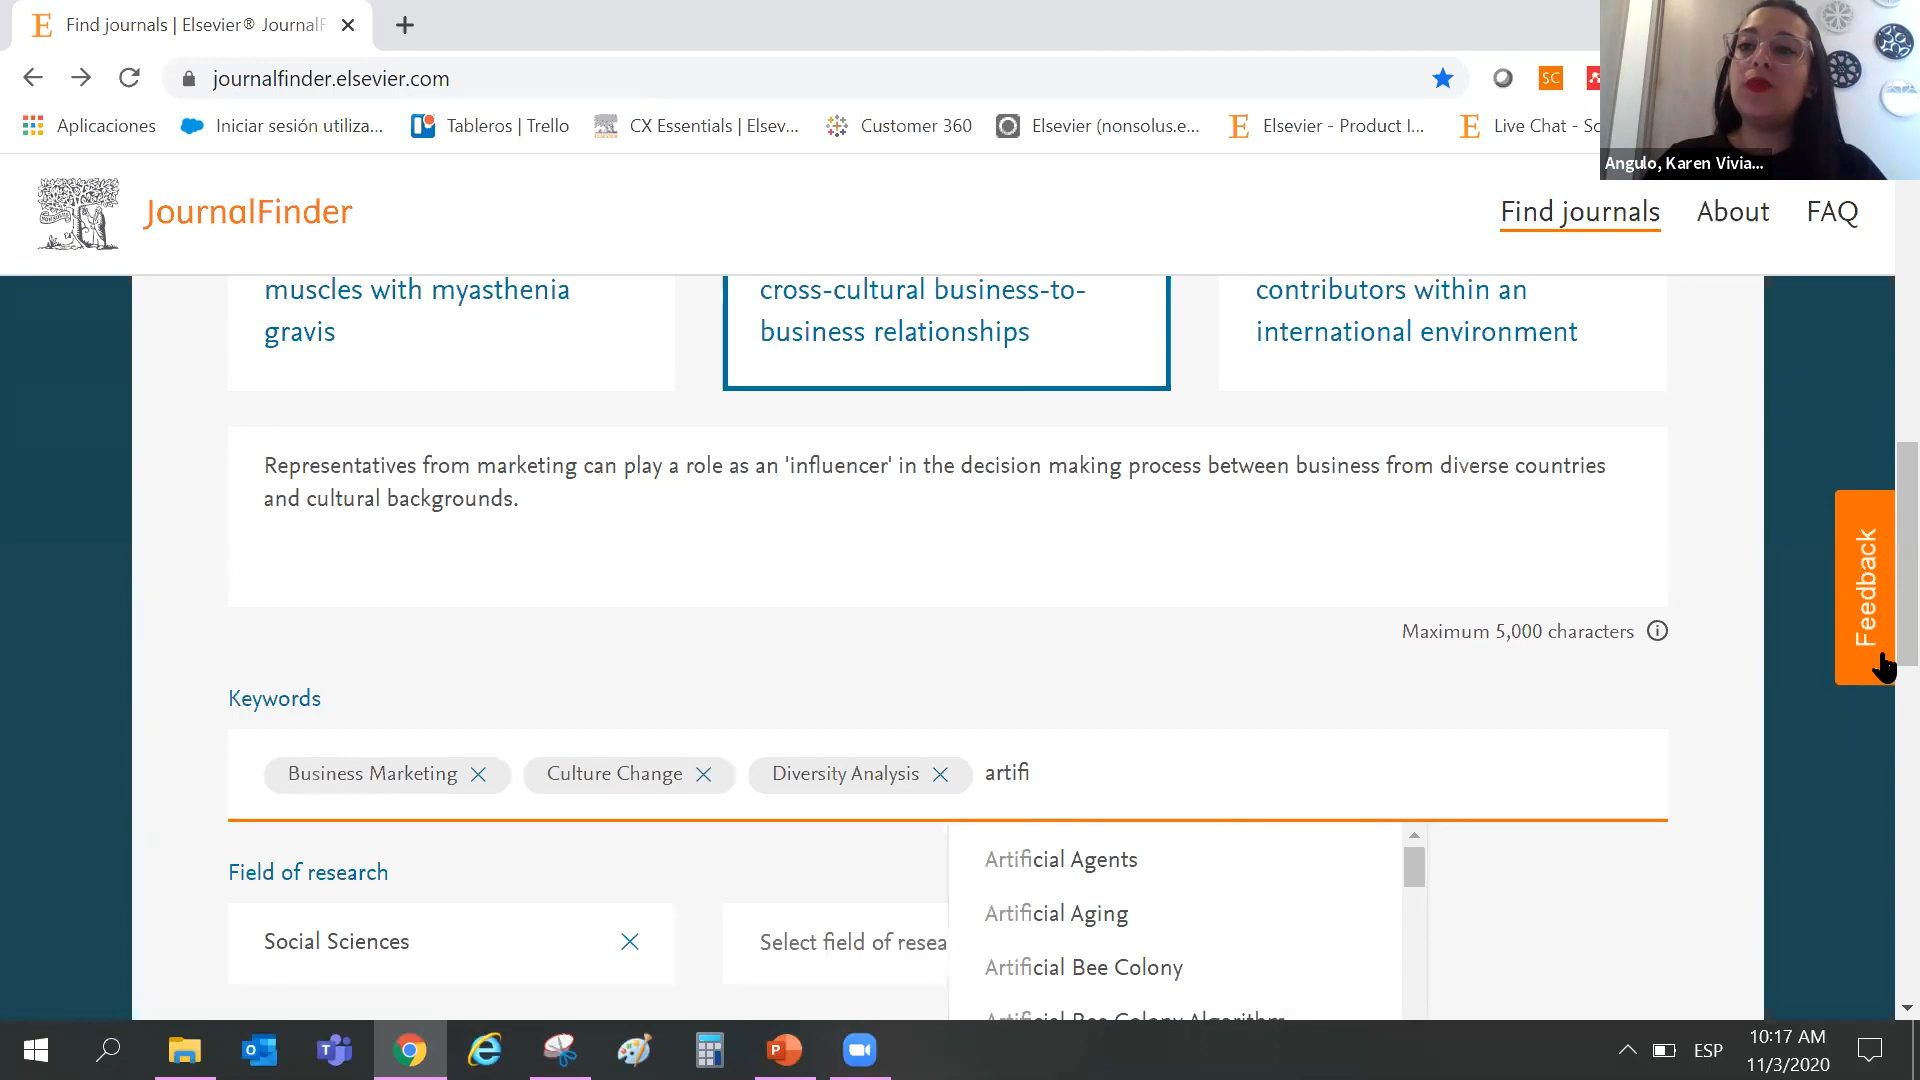 Find journals | Elsevier® JournalF
journalfinder.elsevier.com
SC
Aplicaciones
Iniciar sesión utiliza...
Tableros | Trello
CX Essentials | Elsev...
Customer 360
Elsevier (nonsolus.e...
Elsevier - Product I...
Live Chat - Sc
Angulo, Karen Vivia...
JournalFinder
Find journals
About
FAQ
muscles with myasthenia
gravis
cross-cultural business-to-
business relationships
contributors within an
international environment
Representatives from marketing can play a role as an 'influencer' in the decision making process between business from diverse countries
and cultural backgrounds.
Maximum 5,000 characters
Feedback
Keywords
Business Marketing
Culture Change
Diversity Analysis
artifi
Artificial Agents
Artificial Aging
Artificial Bee Colony
Artificial Bee Colony Algorithm
Field of research
Social Sciences
Select field of resea
ESP
10:17 AM
11/3/2020